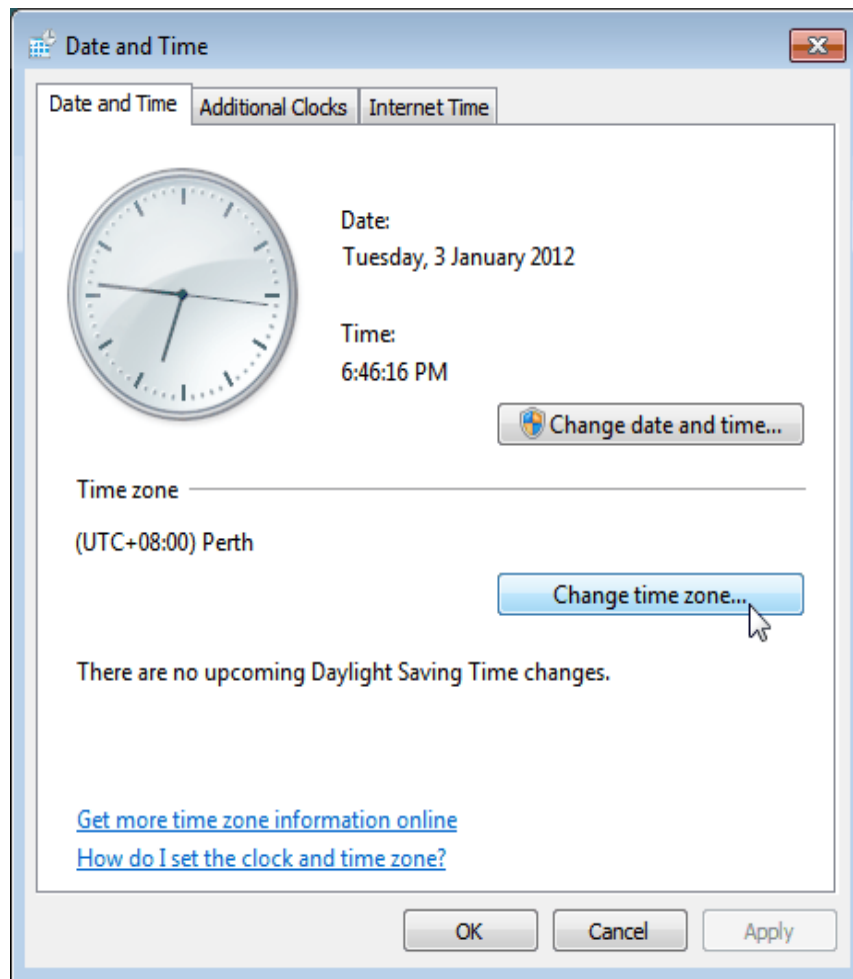 Date and Time
Date and Time Additional Clocks Internet Time
Date:
Tuesday, 3 January 2012
Time:
6:46:16 PM
Change date and time...
Time zone
(UTC+08:00) Perth
Change time zone...
There are no upcoming Daylight Saving Time changes.
Get more time zone information online
How do I set the clock and time zone?
OK Cancel Apply